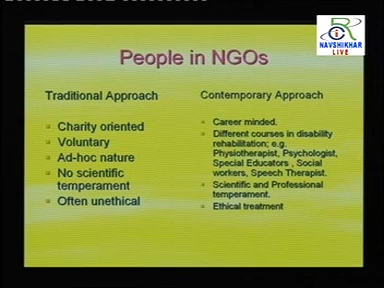 RCI
NAVSHIKHAR
LIVE
People in NGOs
Traditional Approach
Charity oriented
Voluntary
Ad-hoc nature
No scientific
temperament
Often unethical
Contemporary Approach
Career minded.
Different courses in disability
rehabilitation; e.g.
Physiotherapist, Psychologist,
Special Educators , Social
workers, Speech Therapist.
Scientific and Professional
temperament.
Ethical treatment